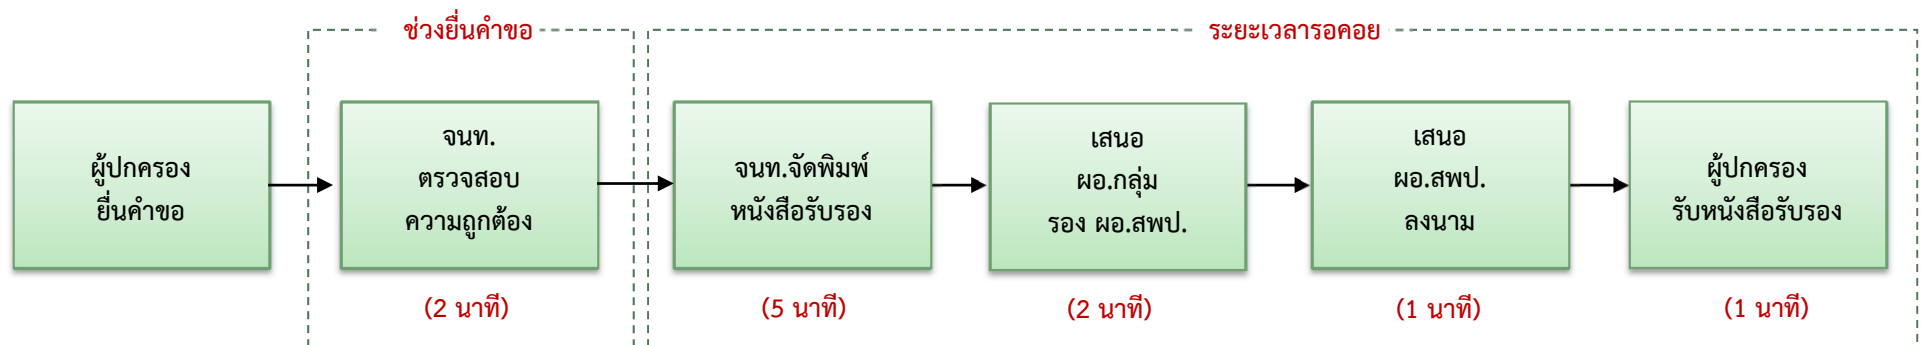 ช่วงยื่นคำขอ
ระยะเวลารอคอย
ผู้ปกครอง
ยื่นคำขอ
จนท.
ตรวจสอบ
ความถูกต้อง
จนท.จัดพิมพ์
หนังสือรับรอง
เสนอ
ผอ.กลุ่ม
รอง ผอ.สพป.
เสนอ
ผอ.สพป.
ลงนาม
ผู้ปกครอง
รับหนังสือรับรอง
(2 นาที)
(5 นาที)
(2 นาที)
(1 นาที)
(1 นาที)